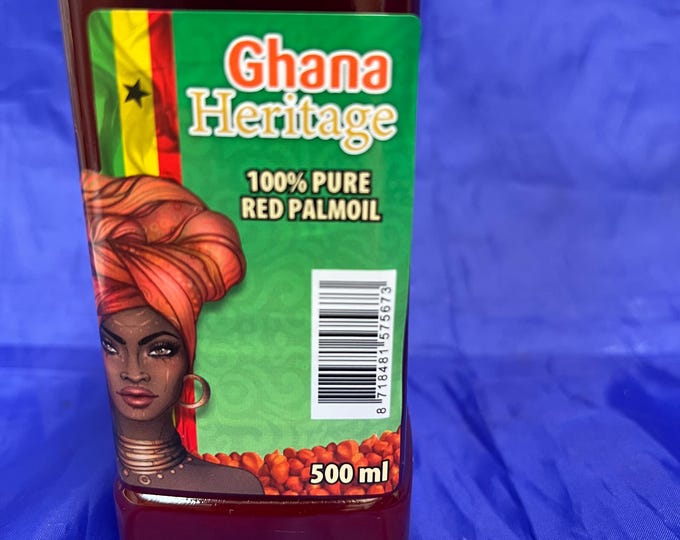 Ghana
Heritage
100% PURE
RED PALMOIL
8 718481 575673
500 ml